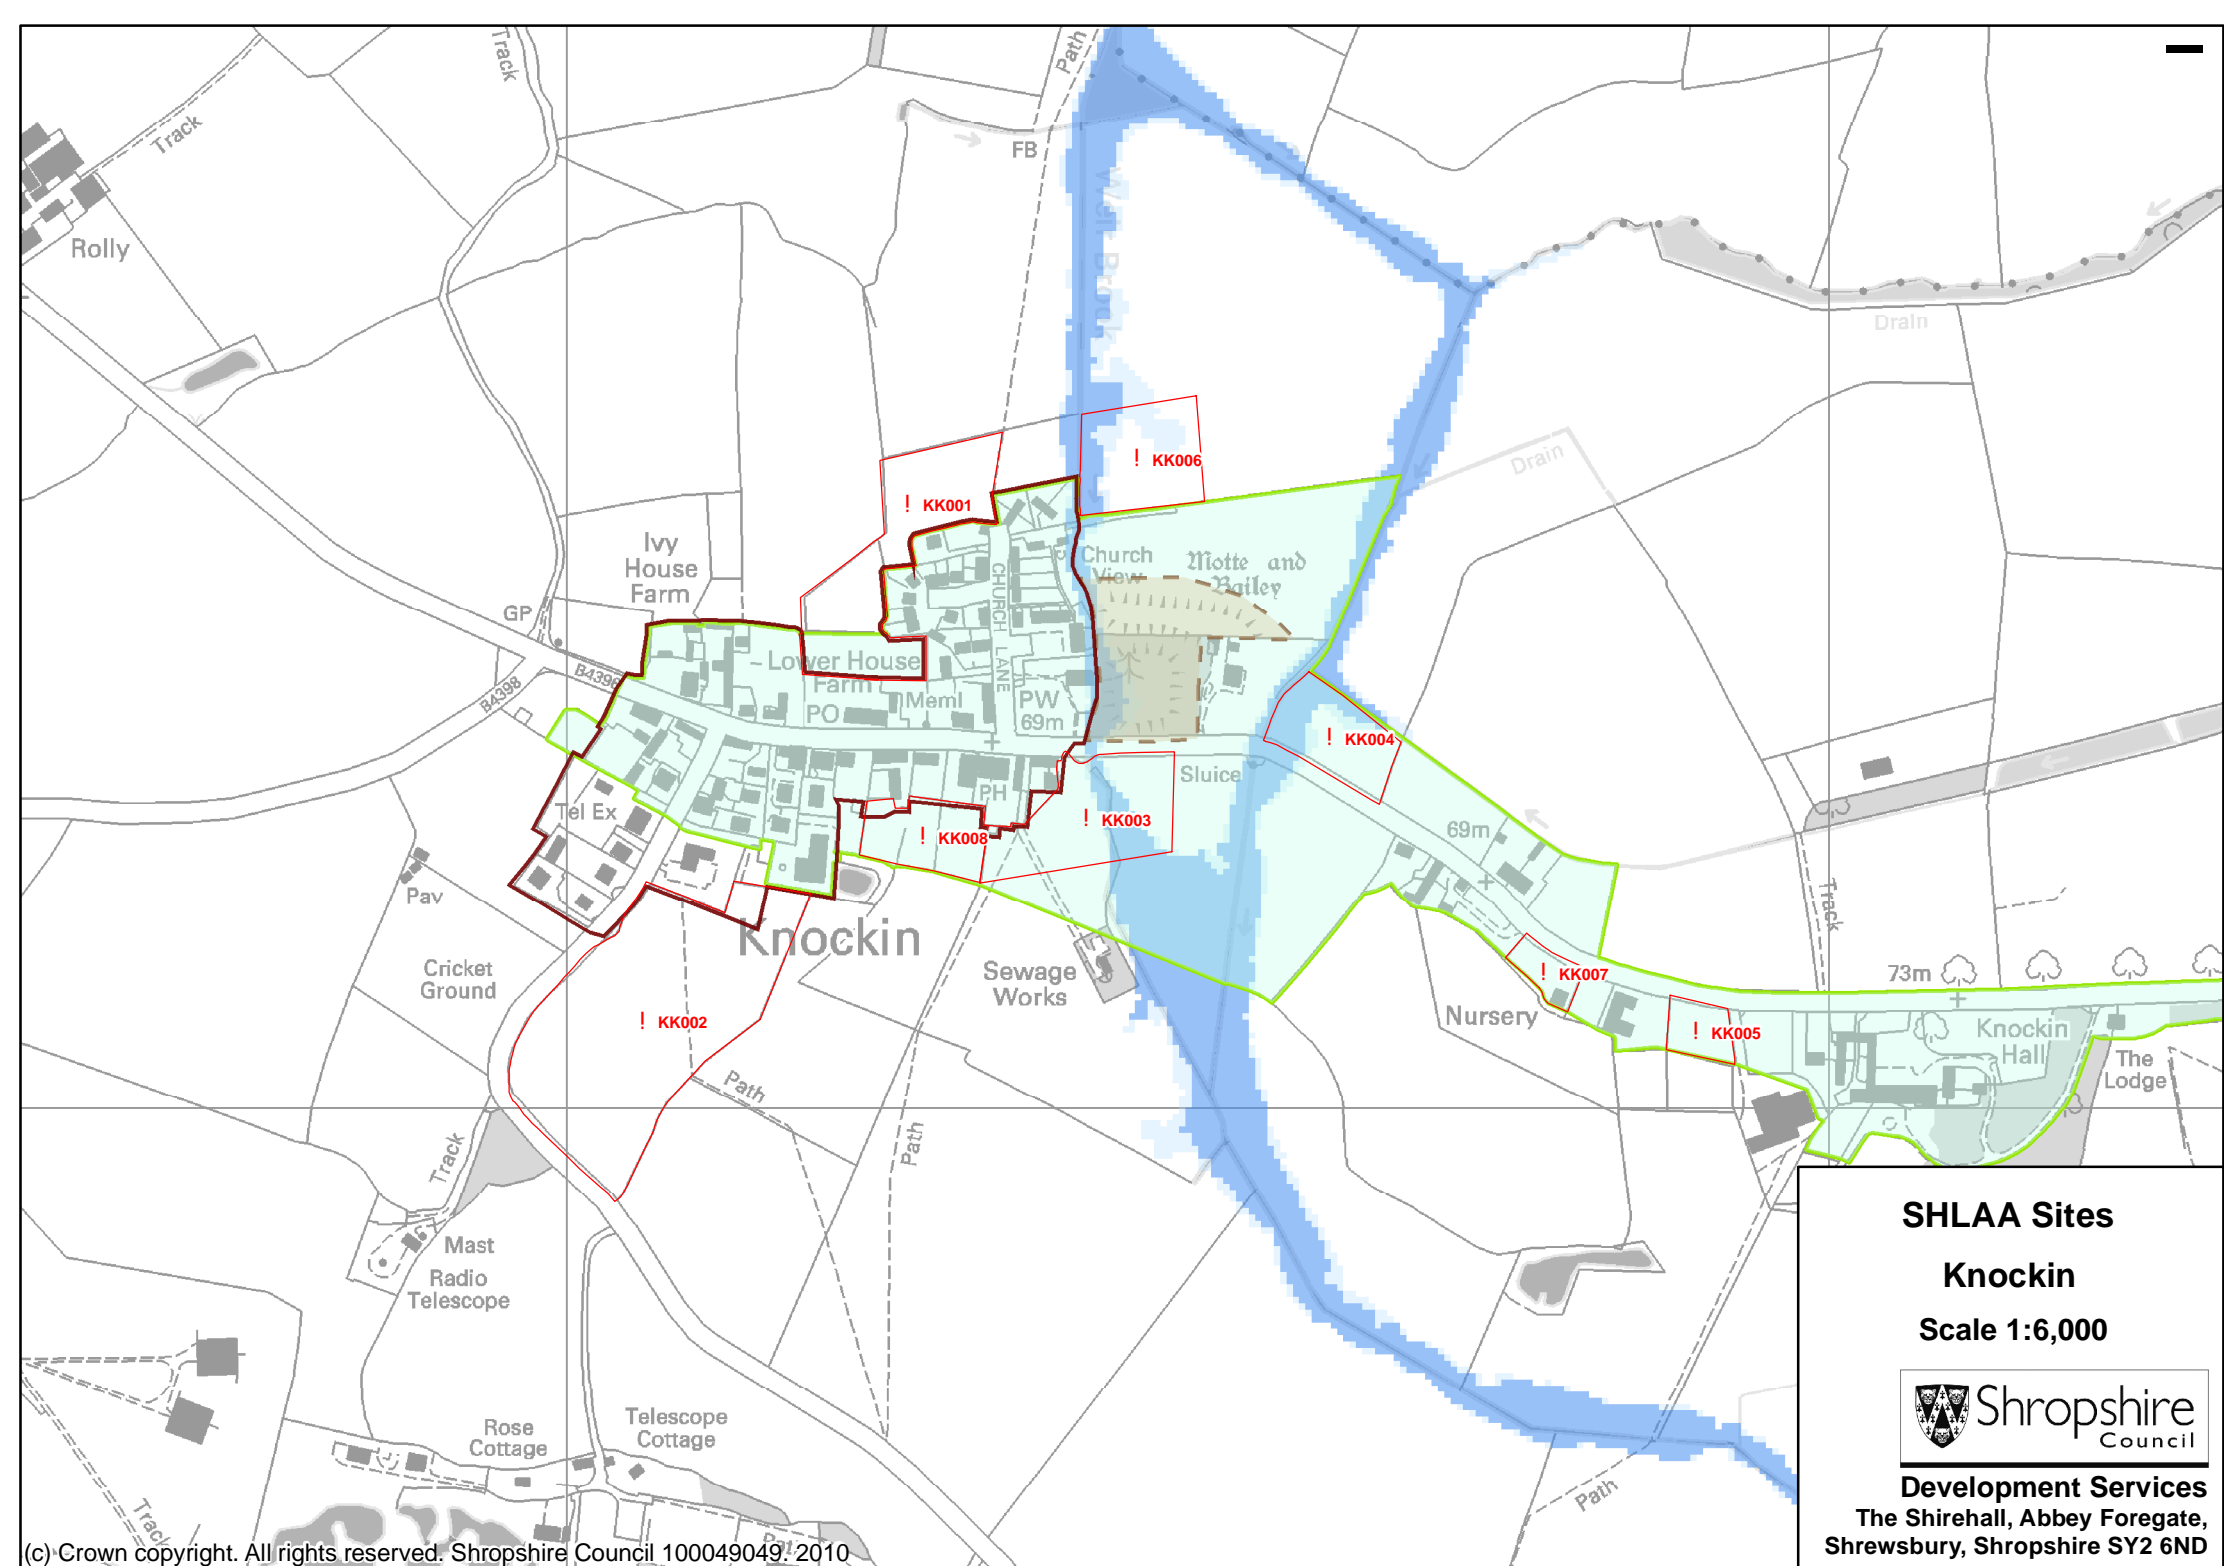 Track
Path
Track
FB
Rolly
Welr Brook
Drain
Drain
KK006
KK001
Ivy
House
Farm
GP
Church
View
Motte and
Bailey
CHURCH LANE
B4396
B4398
Lower House
Farm
PO
Meml
PW
69m
Sluice
KK004
Tel Ex
PH
KK003
KK008
69m
Pav
Track
Knockin
Cricket
Ground
Sewage
Works
KK007
73m
KK002
Nursery
KK005
Knockin
Hall
The
Lodge
Path
Path
Track
Mast
Radio
Telescope
Rose
Cottage
Telescope
Cottage
Track
Path
Path
SHLAA Sites
Knockin
Scale 1:6,000
Shropshire
Council
Development Services
The Shirehall, Abbey Foregate,
Shrewsbury, Shropshire SY2 6ND
(c) Crown copyright. All rights reserved. Shropshire Council 100049049. 2010